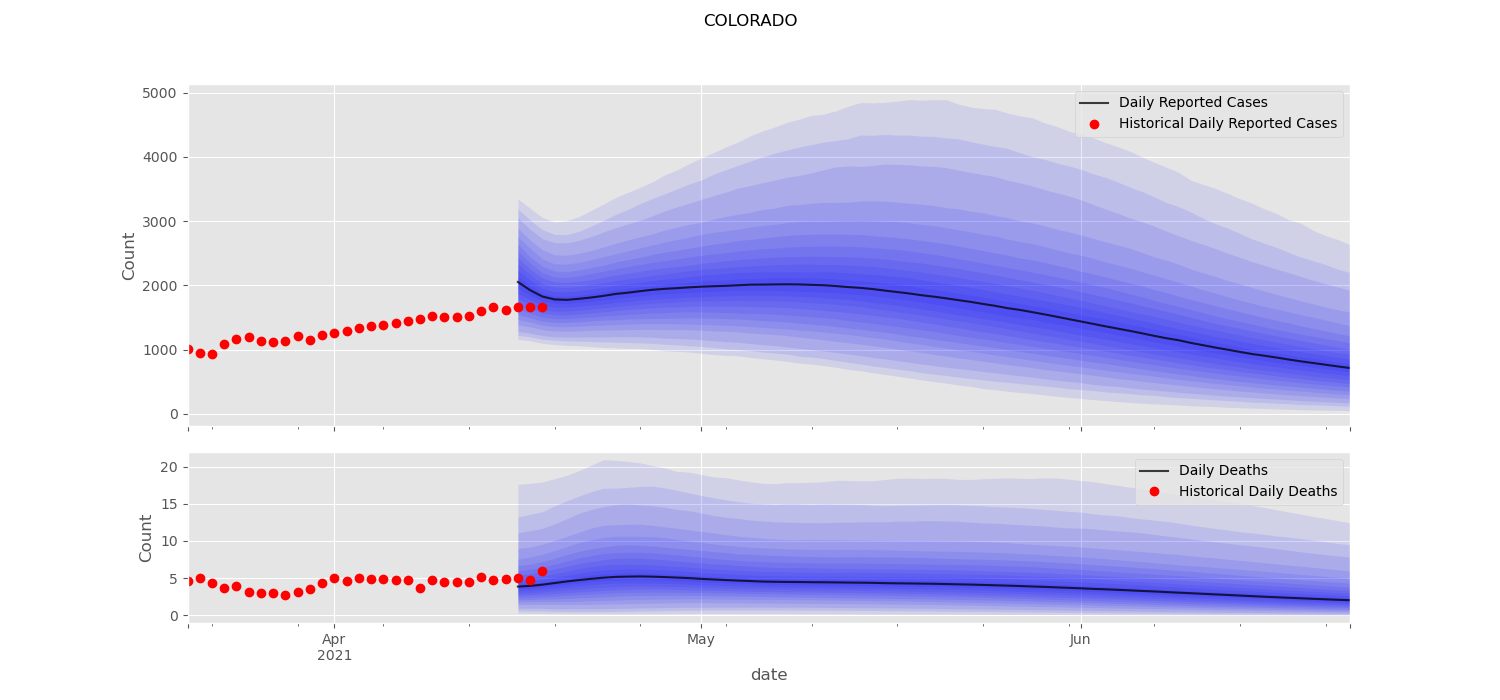 COLORADO
5000
4000
3000
2000
1000
0
Count
Daily Reported Cases
Historical Daily Reported Cases
20
15
10
5
0
Count
Daily Deaths
Historical Daily Deaths
Apr
2021
May
Jun
date